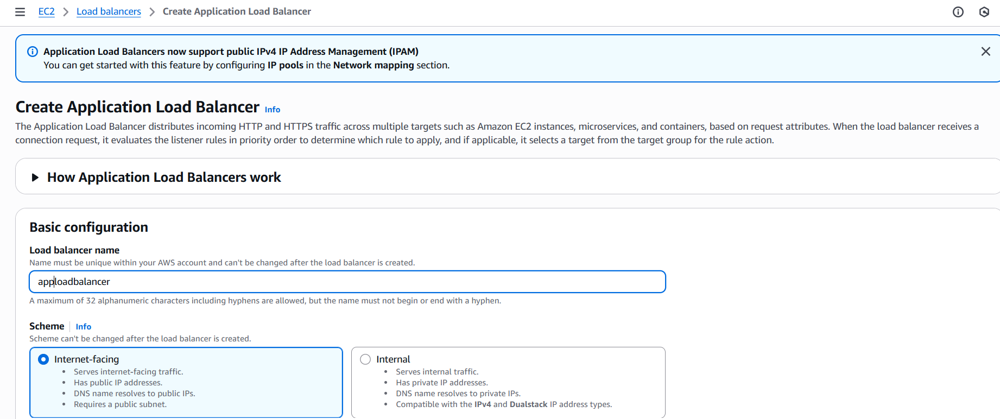 EC2 > Load balancers > Create Application Load Balancer
Application Load Balancers now support public IPv4 IP Address Management (IPAM)
You can get started with this feature by configuring IP pools in the Network mapping section.
Create Application Load Balancer Info
The Application Load Balancer distributes incoming HTTP and HTTPS traffic across multiple targets such as Amazon EC2 instances, microservices, and containers, based on request attributes. When the load balancer receives a
connection request, it evaluates the listener rules in priority order to determine which rule to apply, and if applicable, it selects a target from the target group for the rule action.
How Application Load Balancers work
Basic configuration
Load balancer name
Name must be unique within your AWS account and can't be changed after the load balancer is created.
apploadbalancer
A maximum of 32 alphanumeric characters including hyphens are allowed, but the name must not begin or end with a hyphen.
Scheme Info
Scheme can't be changed after the load balancer is created.
Internet-facing
• Serves internet-facing traffic.
• Has public IP addresses.
• DNS name resolves to public IPs.
• Requires a public subnet.
Internal
• Serves internal traffic.
• Has private IP addresses.
• DNS name resolves to private IPs.
• Compatible with the IPv4 and Dualstack IP address types.